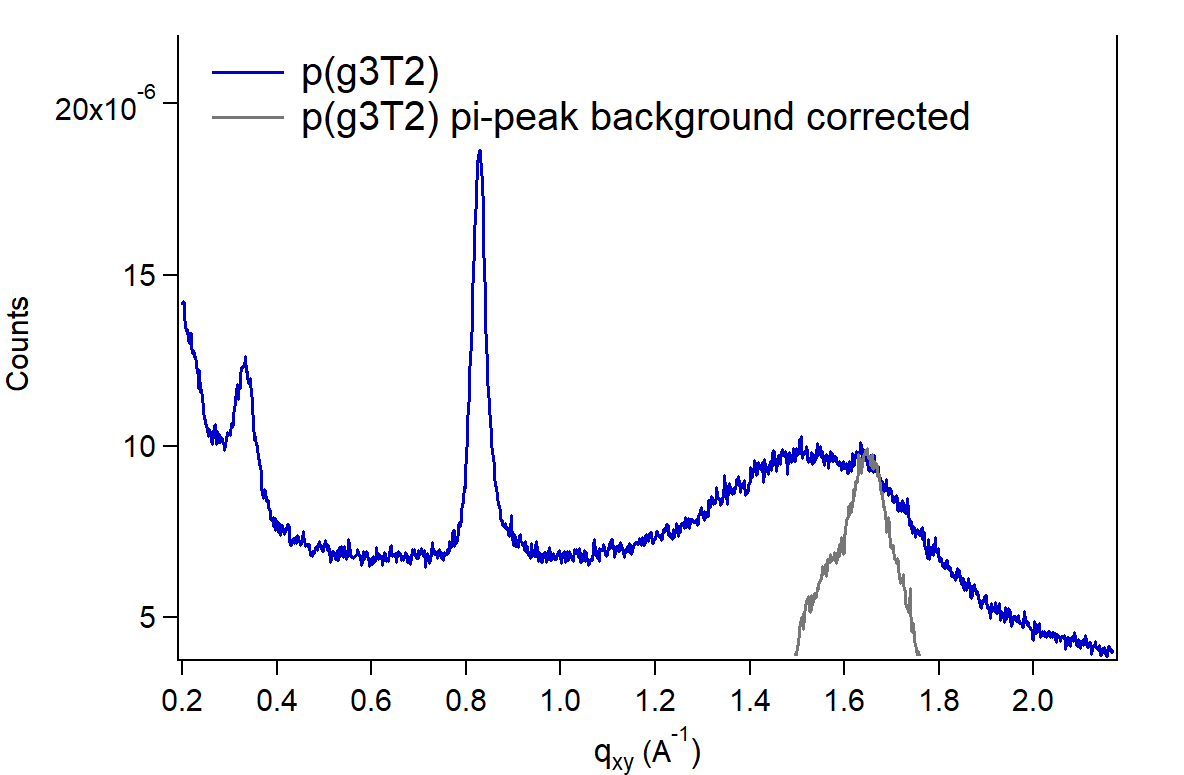 p(g3T2)
p(g3T2) pi-peak background corrected
20x10-6
15
10
5
Counts
0.2 0.4 0.6 0.8 1.0 1.2 1.4 1.6 1.8 2.0
qxy (A-1)